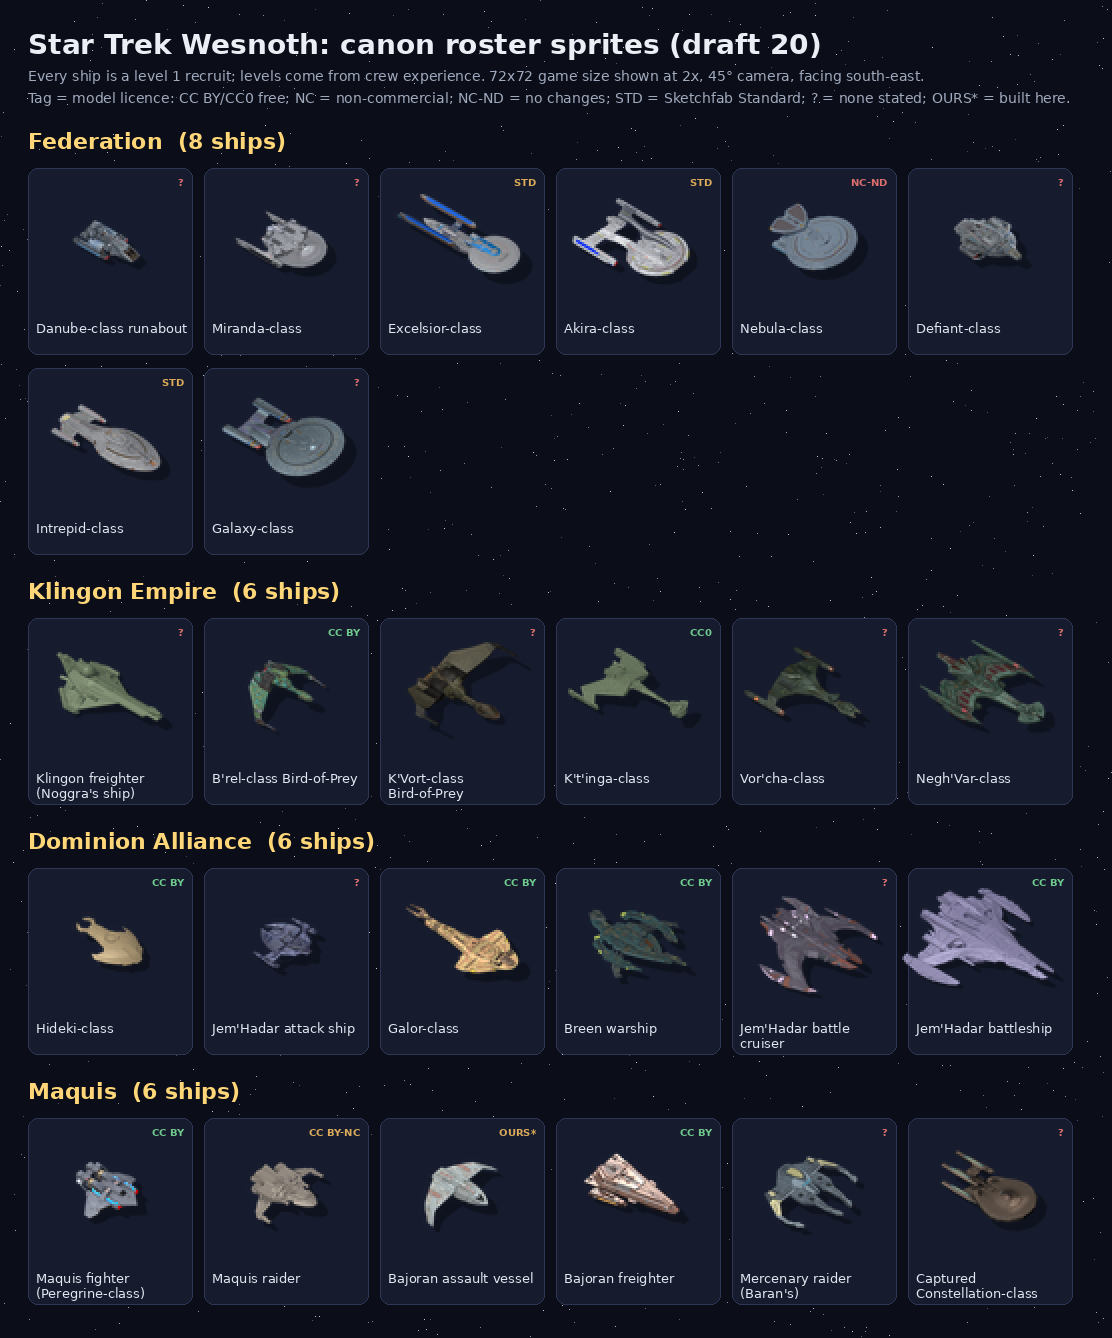 Star Trek Wesnoth: canon roster sprites (draft 20)
Every ship is a level 1 recruit; levels come from crew experience. 72x72 game size shown at 2x, 45° camera, facing south-east.
Tag = model licence: CC BY/CC0 free; NC = non-commercial; NC-ND = no changes; STD = Sketchfab Standard; ? = none stated; OURS* = built here.
Federation (8 ships)
?
?
STD
STD
NC-ND
?
Danube-class runabout
Miranda-class
Excelsior-class
Akira-class
Nebula-class
Defiant-class
STD
?
Intrepid-class
Galaxy-class
Klingon Empire (6 ships)
?
CC BY
?
CC0
?
?
Klingon freighter
(Noggra's ship)
B'rel-class Bird-of-Prey
K'Vort-class
Bird-of-Prey
K't'inga-class
Vor'cha-class
Negh'Var-class
Dominion Alliance (6 ships)
CC BY
?
CC BY
CC BY
?
CC BY
Hideki-class
Jem'Hadar attack ship
Galor-class
Breen warship
Jem'Hadar battle
cruiser
Jem'Hadar battleship
Maquis (6 ships)
CC BY
CC BY-NC
OURS*
CC BY
?
?
Maquis fighter
(Peregrine-class)
Maquis raider
Bajoran assault vessel
Bajoran freighter
Mercenary raider
(Baran's)
Captured
Constellation-class